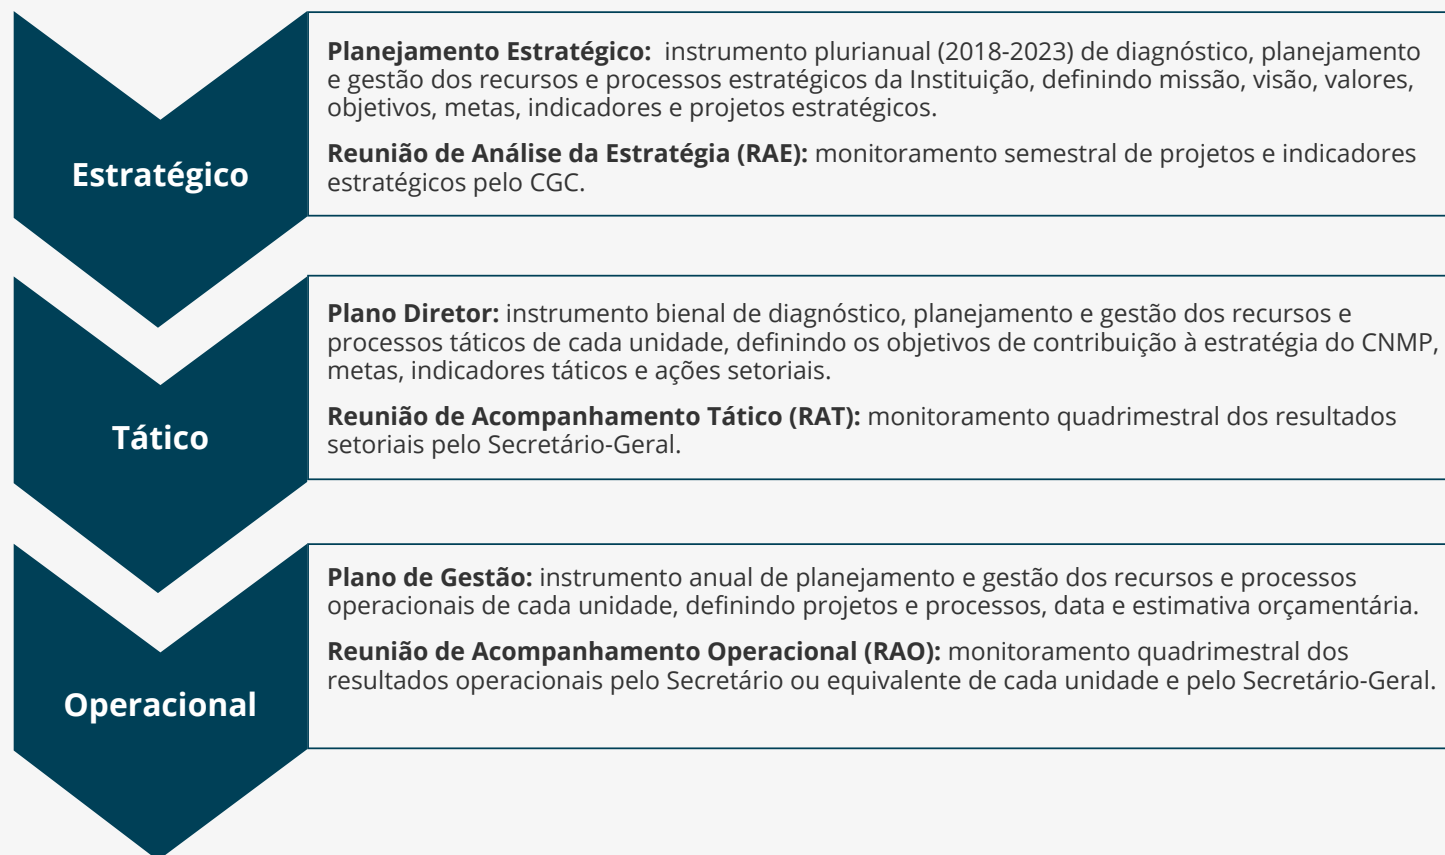 Estratégico
Planejamento Estratégico: instrumento plurianual (2018-2023) de diagnóstico, planejamento
e gestão dos recursos e processos estratégicos da Instituição, definindo missão, visão, valores,
objetivos, metas, indicadores e projetos estratégicos.
Reunião de Análise da Estratégia (RAE): monitoramento semestral de projetos e indicadores
estratégicos pelo CGC.
Tático
Plano Diretor: instrumento bienal de diagnóstico, planejamento e gestão dos recursos e
processos táticos de cada unidade, definindo os objetivos de contribuição à estratégia do CNMP,
metas, indicadores táticos e ações setoriais.
Reunião de Acompanhamento Tático (RAT): monitoramento quadrimestral dos resultados
setoriais pelo Secretário-Geral.
Operacional
Plano de Gestão: instrumento anual de planejamento e gestão dos recursos e processos
operacionais de cada unidade, definindo projetos e processos, data e estimativa orçamentária.
Reunião de Acompanhamento Operacional (RAO): monitoramento quadrimestral dos
resultados operacionais pelo Secretário ou equivalente de cada unidade e pelo Secretário-Geral.